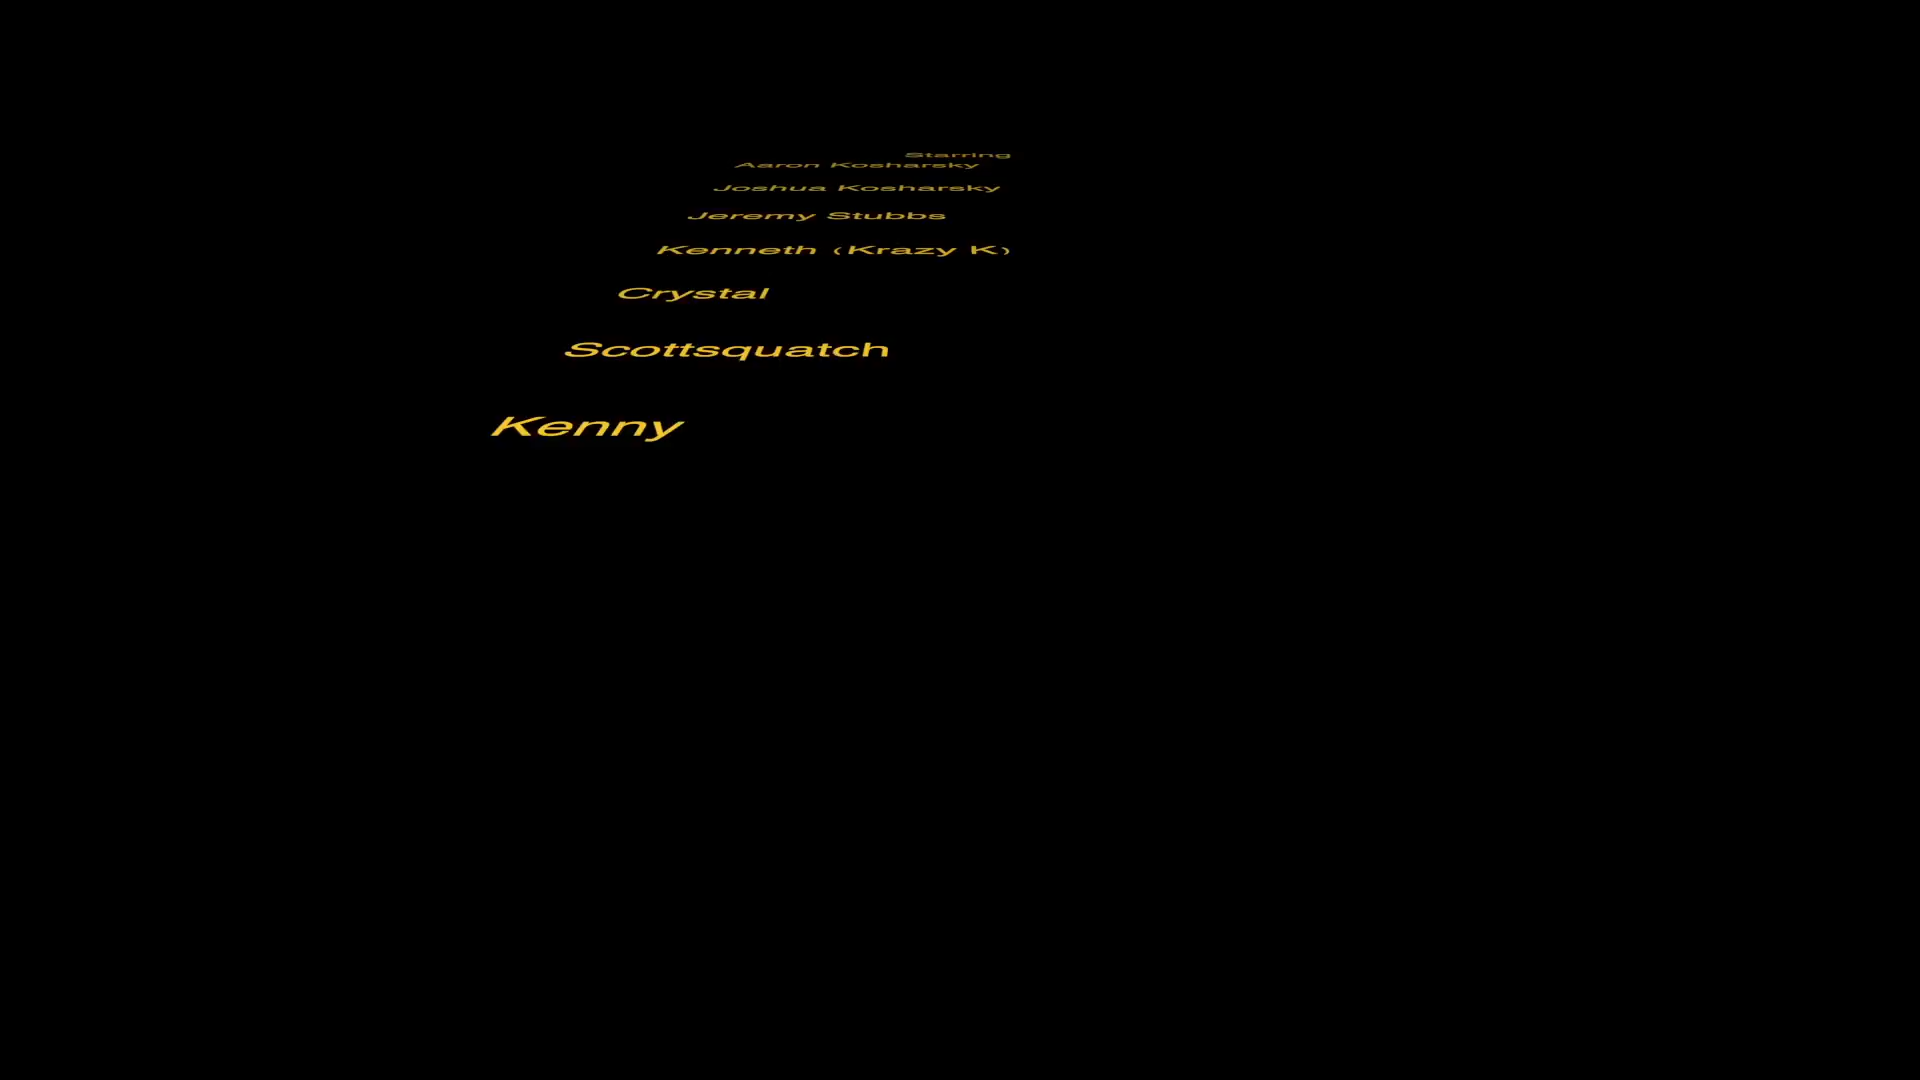 Starring
Aaron Kosharsky
Joshua Kosharsky
Jeremy Stubbs
Kenneth (Krazy K)
Crystal
Scottsquatch
Kenny